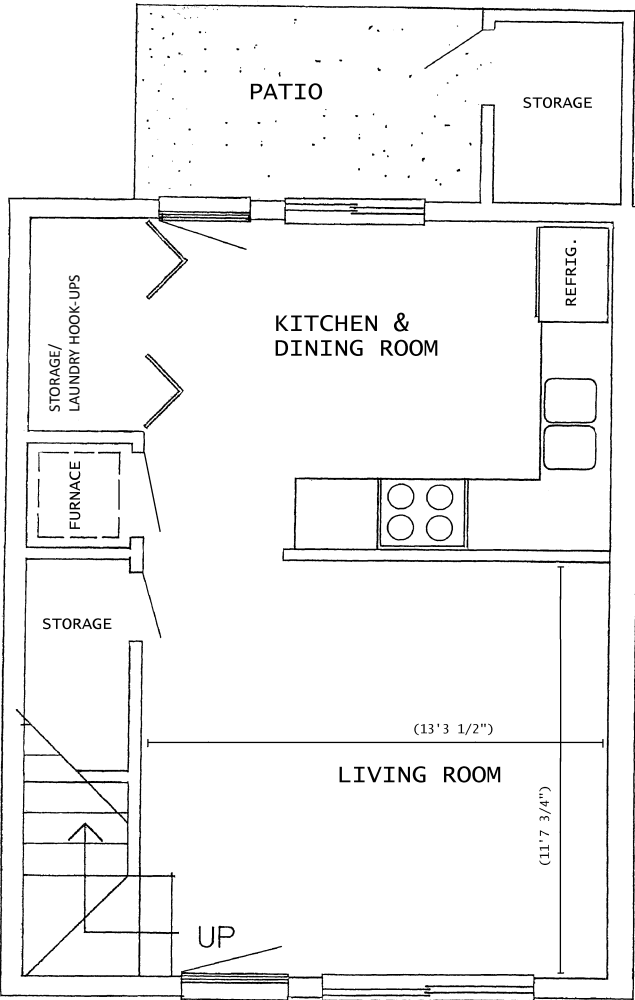 PATIO
STORAGE
REFRIG.
STORAGE/
LAUNDRY HOOK-UPS
KITCHEN &
DINING ROOM
FURNACE
STORAGE
(13'3 1/2")
LIVING ROOM
(11'7 3/4")
UP